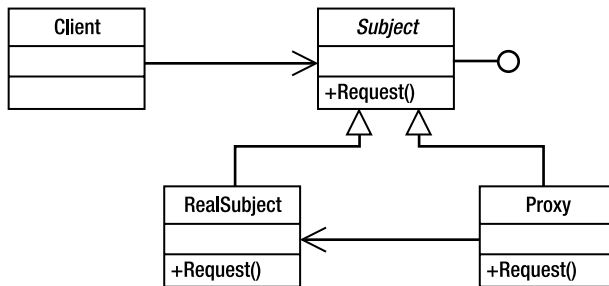 Client
Subject
+Request()
RealSubject
+Request()
Proxy
+Request()